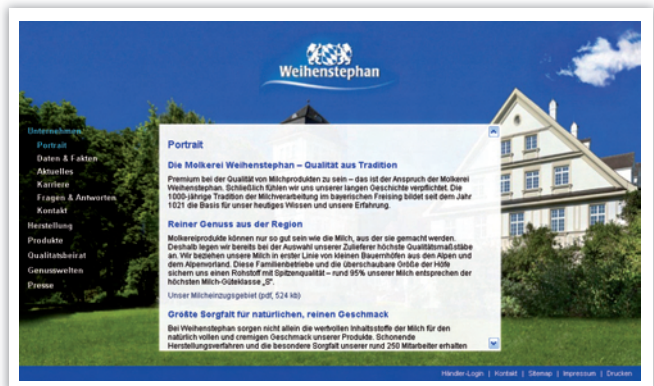 Weihenstephan
Unternehmen
Portrait
Daten & Fakten
Aktuelles
Karriere
Fragen & Antworten
Kontakt
Herstellung
Produkte
Qualitätsbeirat
Genusswelten
Presse
Portrait
Die Molkerei Weihenstephan – Qualität aus Tradition
Premium bei der Qualität von Milchprodukten zu sein – das ist der Anspruch der Molkerei
Weihenstephan. Schließlich fühlen wir uns unserer langen Geschichte verpflichtet. Die
1000-jährige Tradition der Milchverarbeitung im bayerischen Freising bildet seit dem Jahr
1021 die Basis für unser heutiges Wissen und unsere Erfahrung.
Reiner Genuss aus der Region
Molkereiprodukte können nur so gut sein wie die Milch, aus der sie gemacht werden.
Deshalb legen wir bereits bei der Auswahl unserer Zulieferer höchste Qualitätsmaßstäbe
an. Wir beziehen unsere Milch in erster Linie von kleinen Bauernhöfen aus den Alpen und
dem Alpenvorland. Diese Familienbetriebe und die überschaubare Größe der Höfe
sichern uns einen Rohstoff mit Spitzenqualität – rund 95% unserer Milch entsprechen der
höchsten Milch-Güteklasse „S“.
Unser Milcheinzugsgebiet (pdf, 524 kb)
Größte Sorgfalt für natürlichen, reinen Geschmack
Bei Weihenstephan sorgen nicht allein die wertvollen Inhaltsstoffe der Milch für den
natürlich vollen und cremigen Geschmack unserer Produkte. Schonende
Herstellungsverfahren und die besondere Sorgfalt unserer rund 250 Mitarbeiter erhalten
Händler-Login | Kontakt | Sitemap | Impressum | Drucken